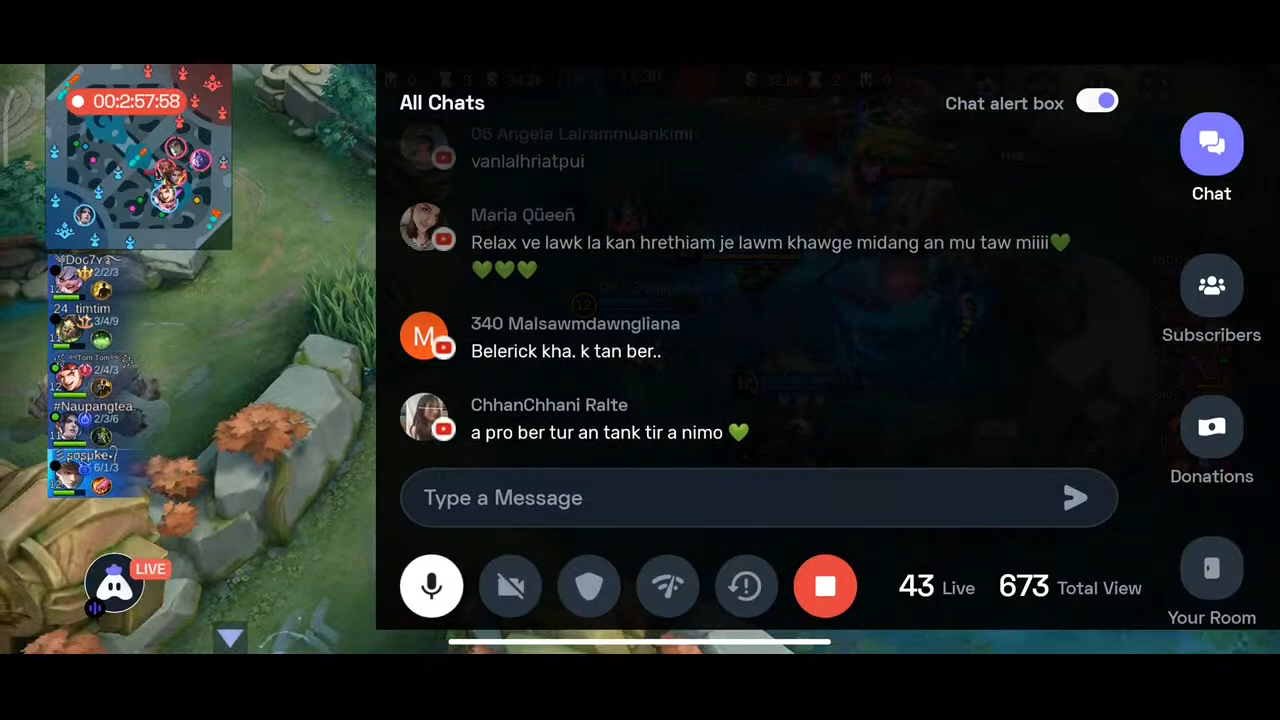 00:2:57:58
All Chats
Chat alert box
06 Angela Lalrammuankimi
vanlalhriatpui
Maria Qüeeñ
Relax ve lawk la kan hrethiam je lawm khawge midang an mu taw miiii💚
💚💚💚
340 Malsawmdawngliana
Belerick kha. k tan ber..
ChhanChhani Ralte
a pro ber tur an tank tir a nimo 💚
Type a Message
43 Live 673 Total View
Chat
Subscribers
Donations
Your Room
2/2/3
24_timtim
3/4/9
Tom Tom
2/4/3
#Naupangtea.
2/3/6
sosuke
6/1/3
LIVE